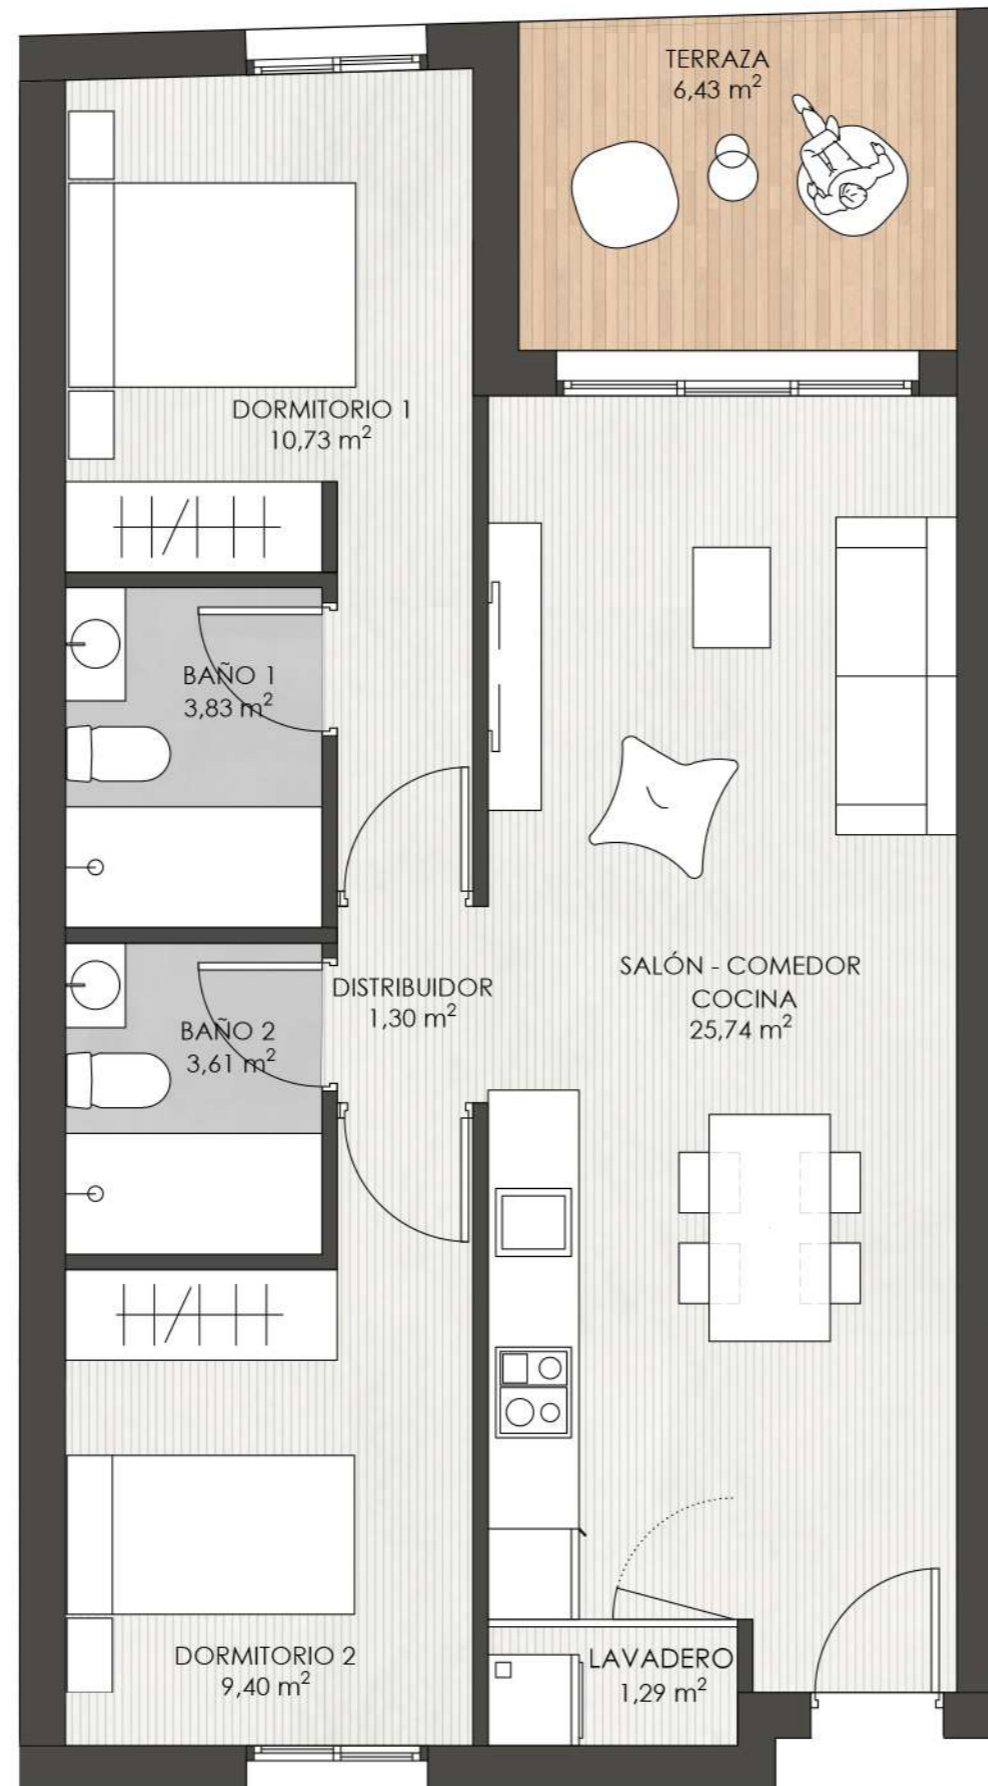 TERRAZA
6,43 m²
DORMITORIO 1
10,73 m²
BAÑO 1
3,83 m²
DISTRIBUIDOR
1,30 m²
SALÓN - COMEDOR
COCINA
25,74 m²
BAÑO 2
3,61 m²
DORMITORIO 2
9,40 m²
LAVADERO
1,29 m²